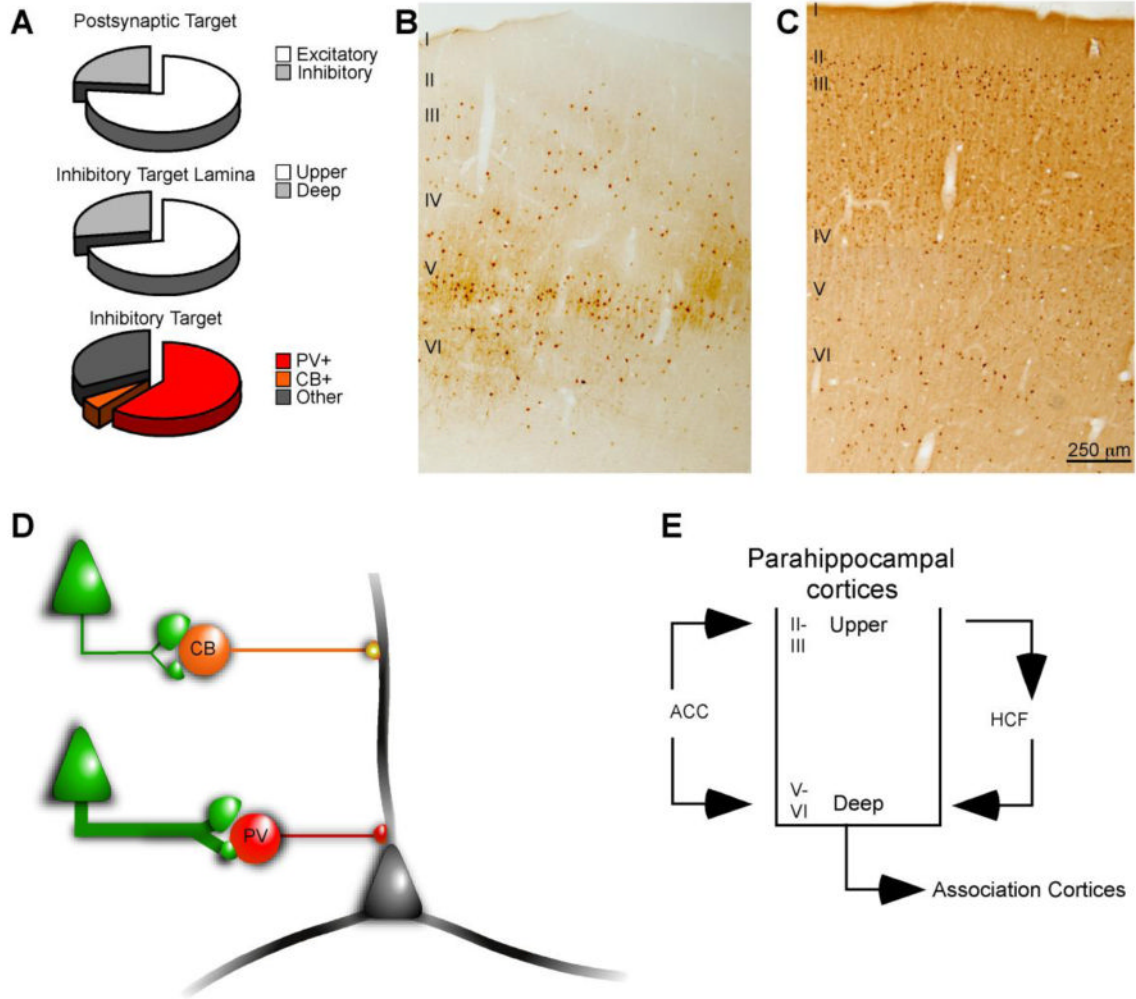 A
Postsynaptic Target
Excitatory
Inhibitory
Inhibitory Target Lamina
Upper
Deep
Inhibitory Target
PV+
CB+
Other
B
I
II
III
IV
V
VI
C
I
II
III
IV
V
VI
250 µm
D
CB
PV
E
Parahippocampal
cortices
II-
III
Upper
ACC
HCF
V-
VI
Deep
Association Cortices